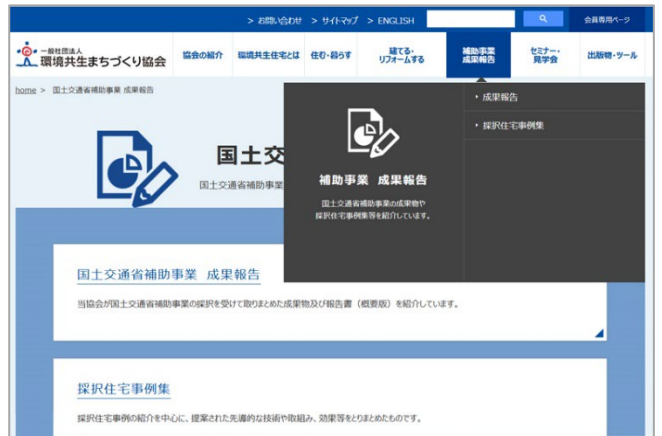 > お問い合わせ > サイトマップ > ENGLISH
会員専用ページ
一般社団法人
環境共生まちづくり協会
協会の紹介
環境共生住宅とは
住む・暮らす
建てる・
リフォームする
補助事業
成果報告
セミナー・
見学会
出版物・ツール
home > 国土交通省補助事業 成果報告
・成果報告
・採択住宅事例集
国土交
国土交通省補助事業
補助事業 成果報告
国土交通省補助事業の成果物や
採択住宅事例集等を紹介しています。
国土交通省補助事業 成果報告
当協会が国土交通省補助事業の採択を受けて取りまとめた成果物及び報告書（概要版）を紹介しています。
採択住宅事例集
採択住宅事例の紹介を中心に、提案された先導的な技術や取組み、効果等をとりまとめたものです。